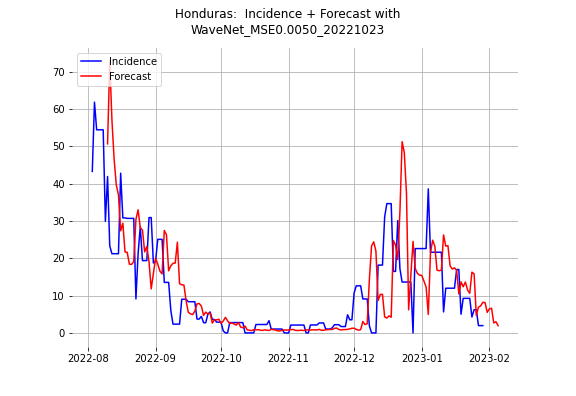 Honduras:  Incidence + Forecast with
WaveNet_MSE0.0050_20221023
Incidence
Forecast
70
60
50
40
30
20
10
0
2022-08 2022-09 2022-10 2022-11 2022-12 2023-01 2023-02